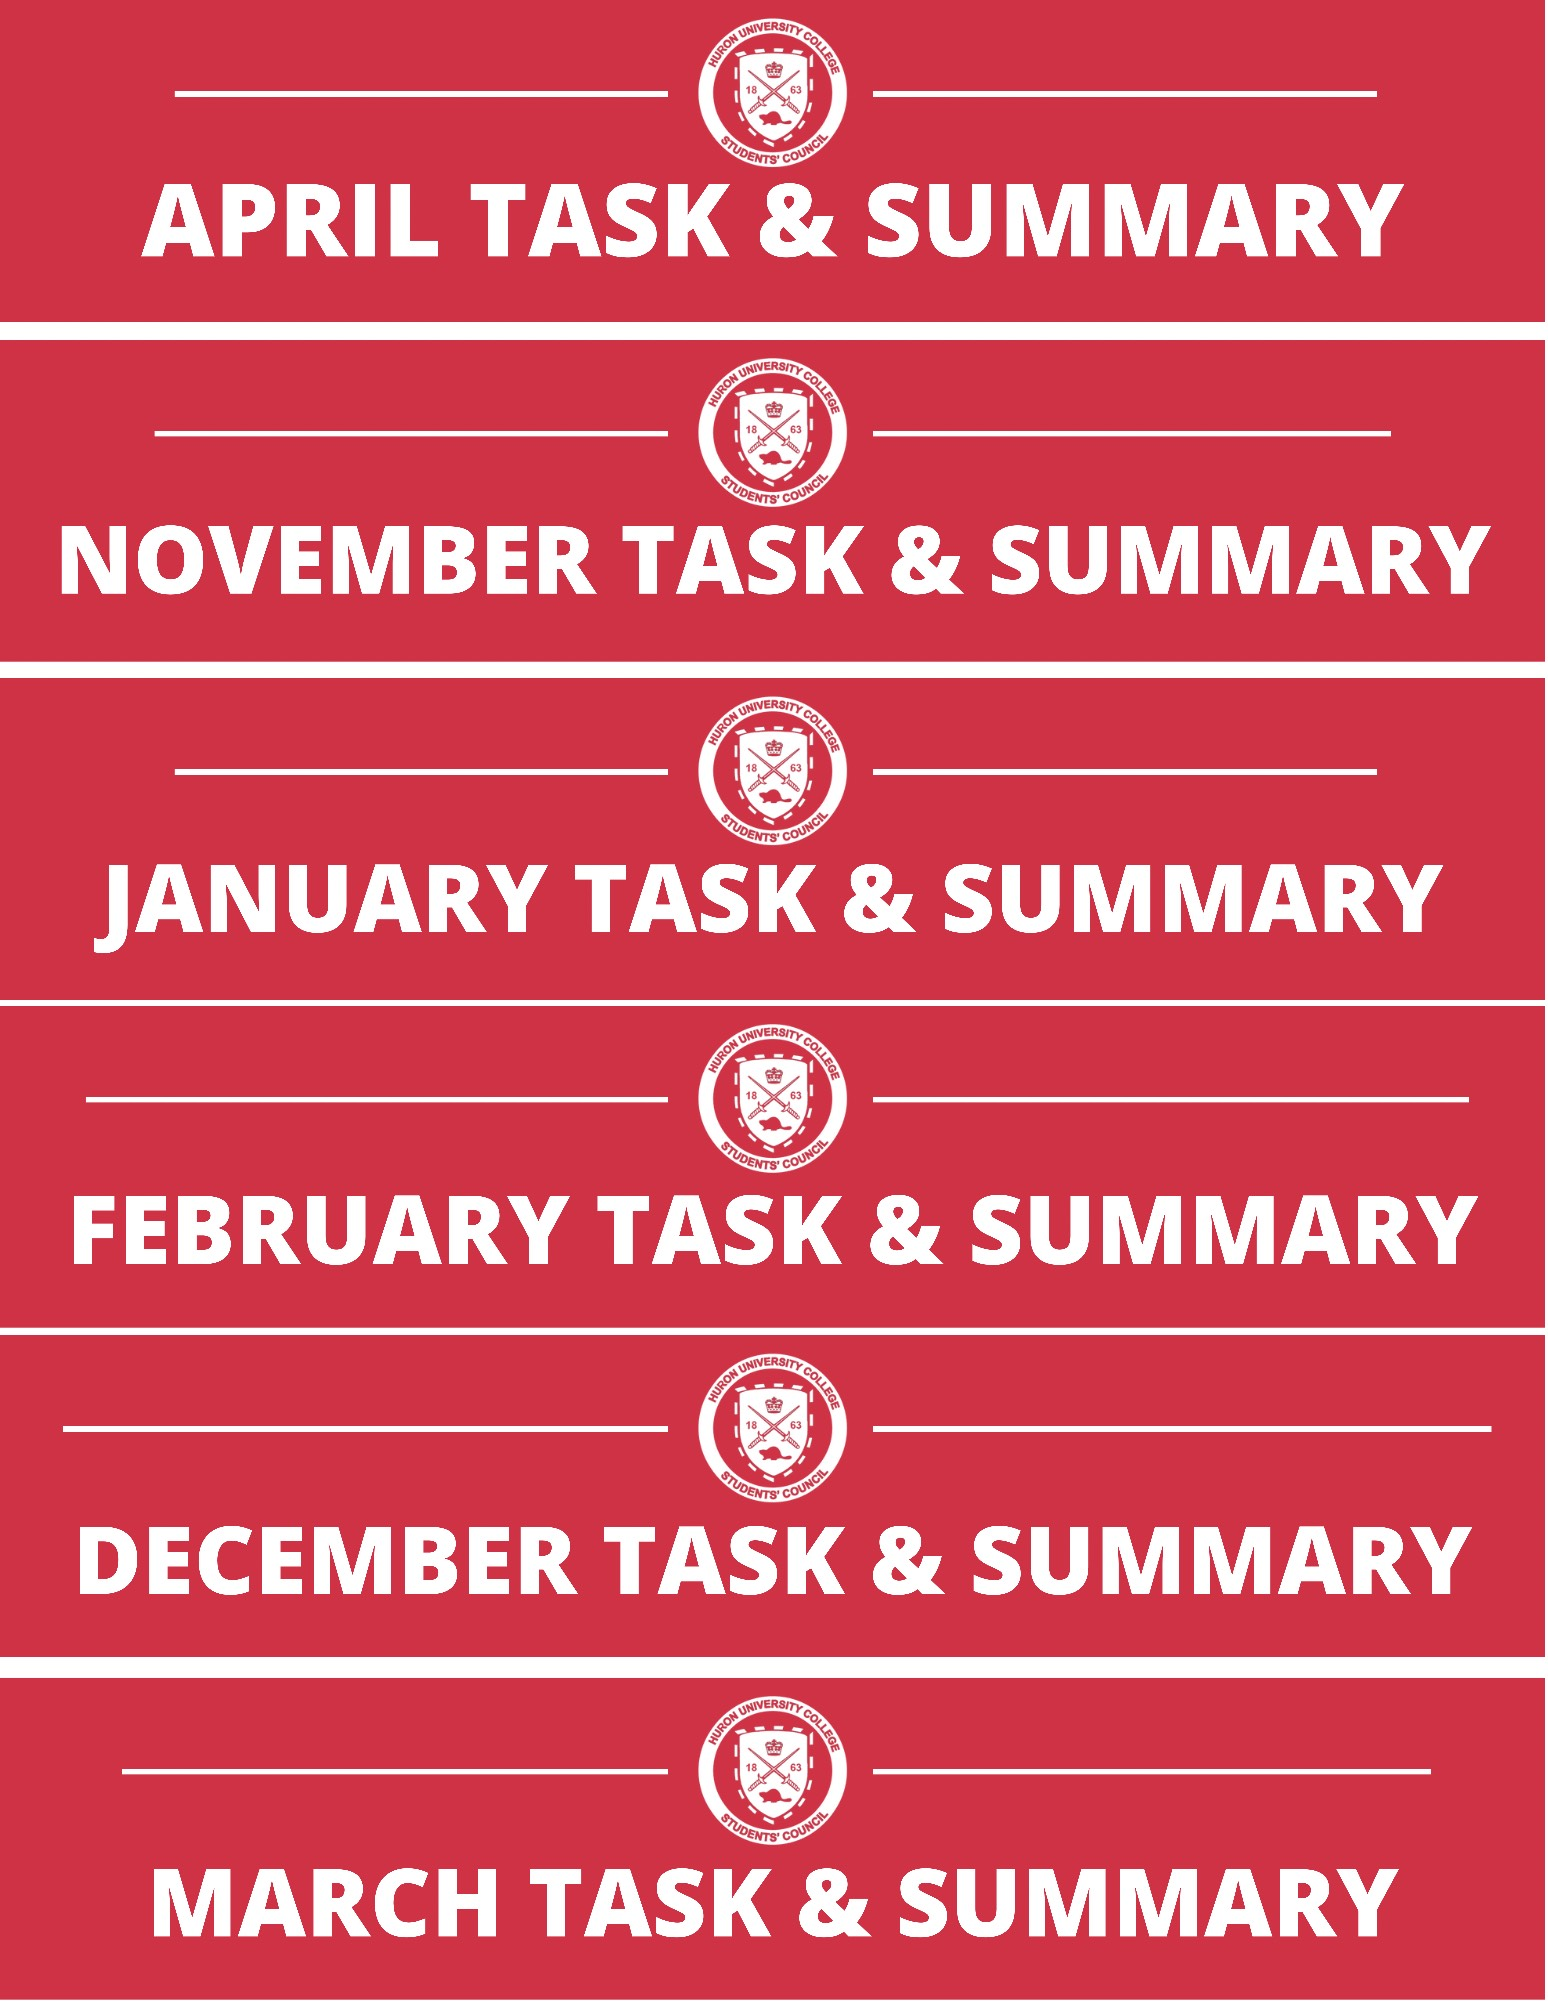 HURON UNIVERSITY COLLEGE
18 63
STUDENTS' COUNCIL
APRIL TASK & SUMMARY
HURON UNIVERSITY COLLEGE
18 63
STUDENTS' COUNCIL
NOVEMBER TASK & SUMMARY
HURON UNIVERSITY COLLEGE
18 63
STUDENTS' COUNCIL
JANUARY TASK & SUMMARY
HURON UNIVERSITY COLLEGE
18 63
STUDENTS' COUNCIL
FEBRUARY TASK & SUMMARY
HURON UNIVERSITY COLLEGE
18 63
STUDENTS' COUNCIL
DECEMBER TASK & SUMMARY
HURON UNIVERSITY COLLEGE
18 63
STUDENTS' COUNCIL
MARCH TASK & SUMMARY